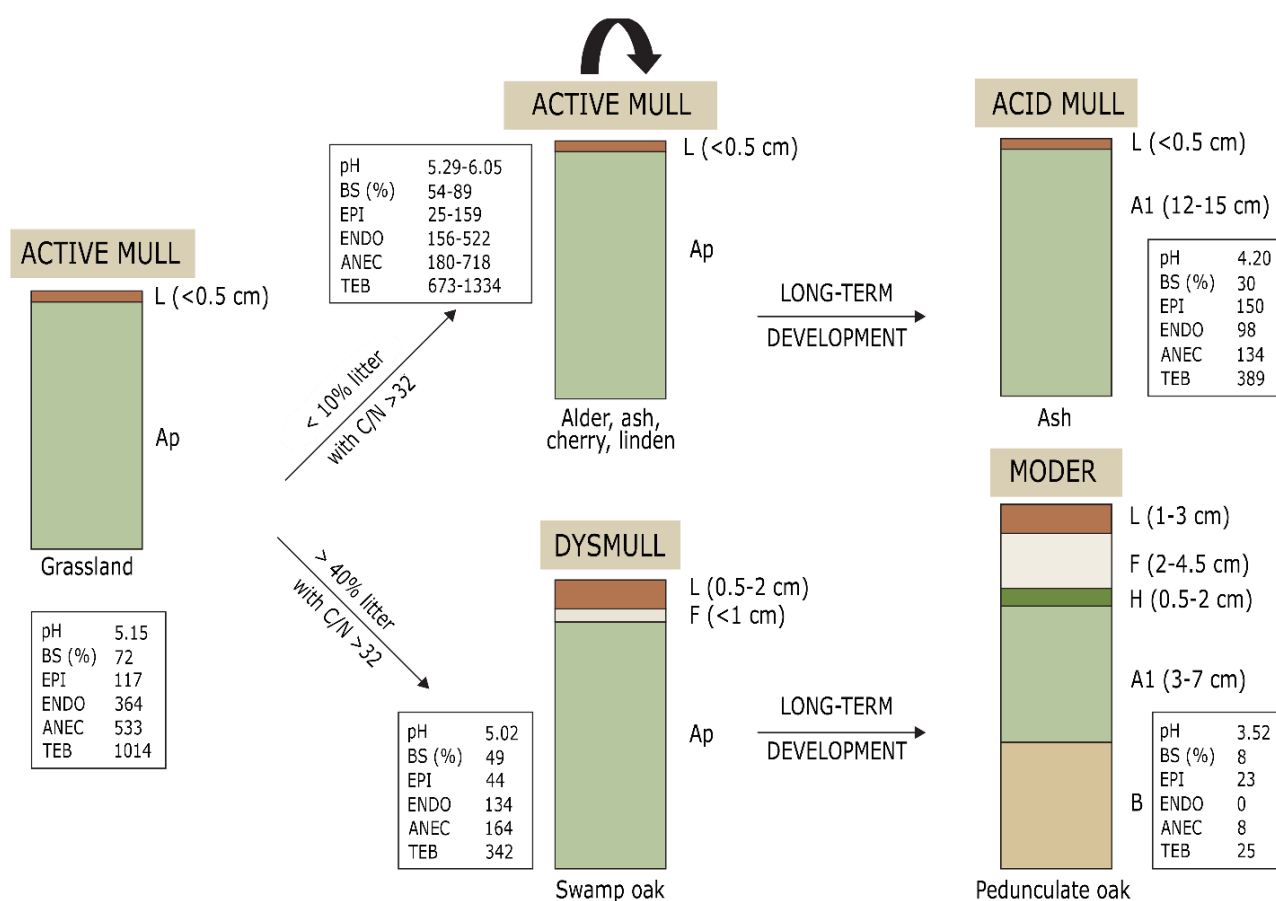 ACTIVE MULL
L (<0.5 cm)
Ap
Grassland
pH 5.15
BS (%) 72
EPI 117
ENDO 364
ANEC 533
TEB 1014
< 10% litter
with C/N >32
> 40% litter
with C/N >32
ACTIVE MULL
L (<0.5 cm)
pH 5.29-6.05
BS (%) 54-89
EPI 25-159
ENDO 156-522
ANEC 180-718
TEB 673-1334
Ap
Alder, ash,
cherry, linden
LONG-TERM
DEVELOPMENT
ACID MULL
L (<0.5 cm)
A1 (12-15 cm)
pH 4.20
BS (%) 30
EPI 150
ENDO 98
ANEC 134
TEB 389
Ash
DYSMULL
L (0.5-2 cm)
F (<1 cm)
Ap
pH 5.02
BS (%) 49
EPI 44
ENDO 134
ANEC 164
TEB 342
Swamp oak
LONG-TERM
DEVELOPMENT
MODER
L (1-3 cm)
F (2-4.5 cm)
H (0.5-2 cm)
A1 (3-7 cm)
B
pH 3.52
BS (%) 8
EPI 23
ENDO 0
ANEC 8
TEB 25
Pedunculate oak